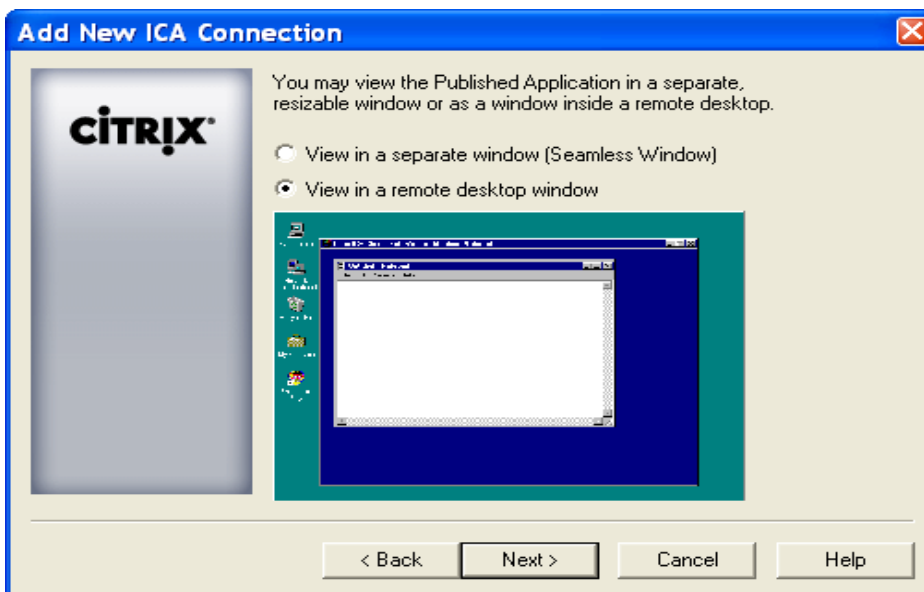 Add New ICA Connection
CITRIX
You may view the Published Application in a separate,
resizable window or as a window inside a remote desktop.
View in a separate window (Seamless Window)
View in a remote desktop window
< Back
Next >
Cancel
Help